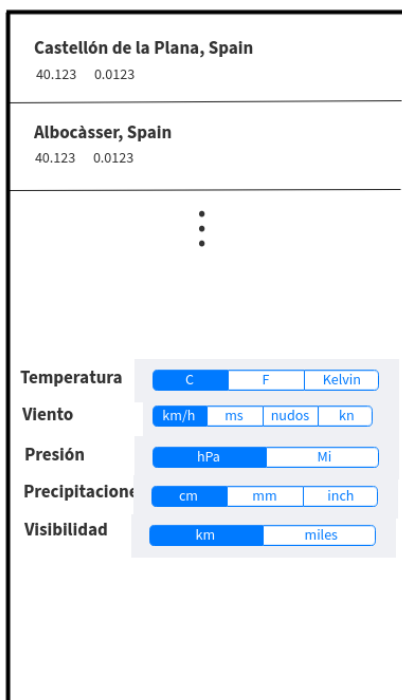 Castellón de la Plana, Spain
40.123 0.0123
Albocàsser, Spain
40.123 0.0123
Temperatura C F Kelvin
Viento km/h ms nudos kn
Presión hPa Mi
Precipitacione cm mm inch
Visibilidad km miles